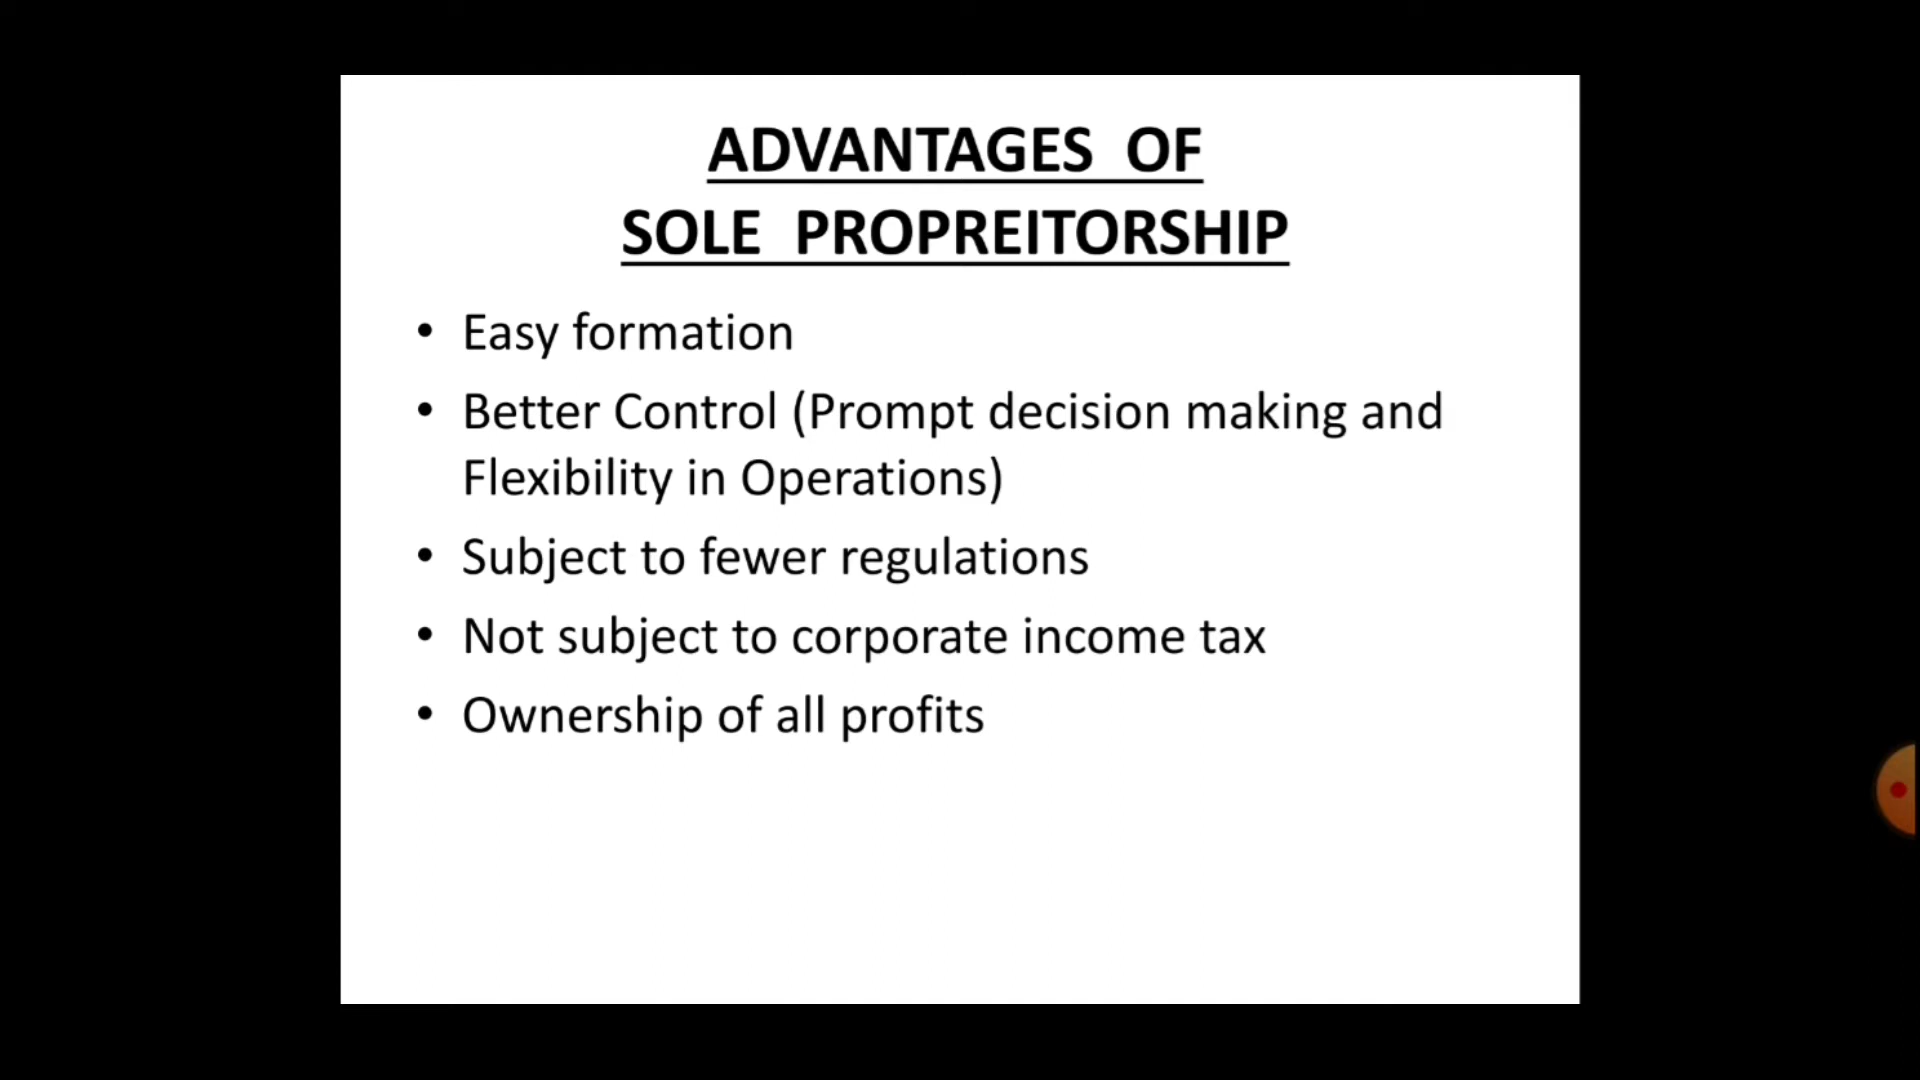 ADVANTAGES OF
SOLE PROPREITORSHIP
• Easy formation
• Better Control (Prompt decision making and
Flexibility in Operations)
• Subject to fewer regulations
• Not subject to corporate income tax
• Ownership of all profits